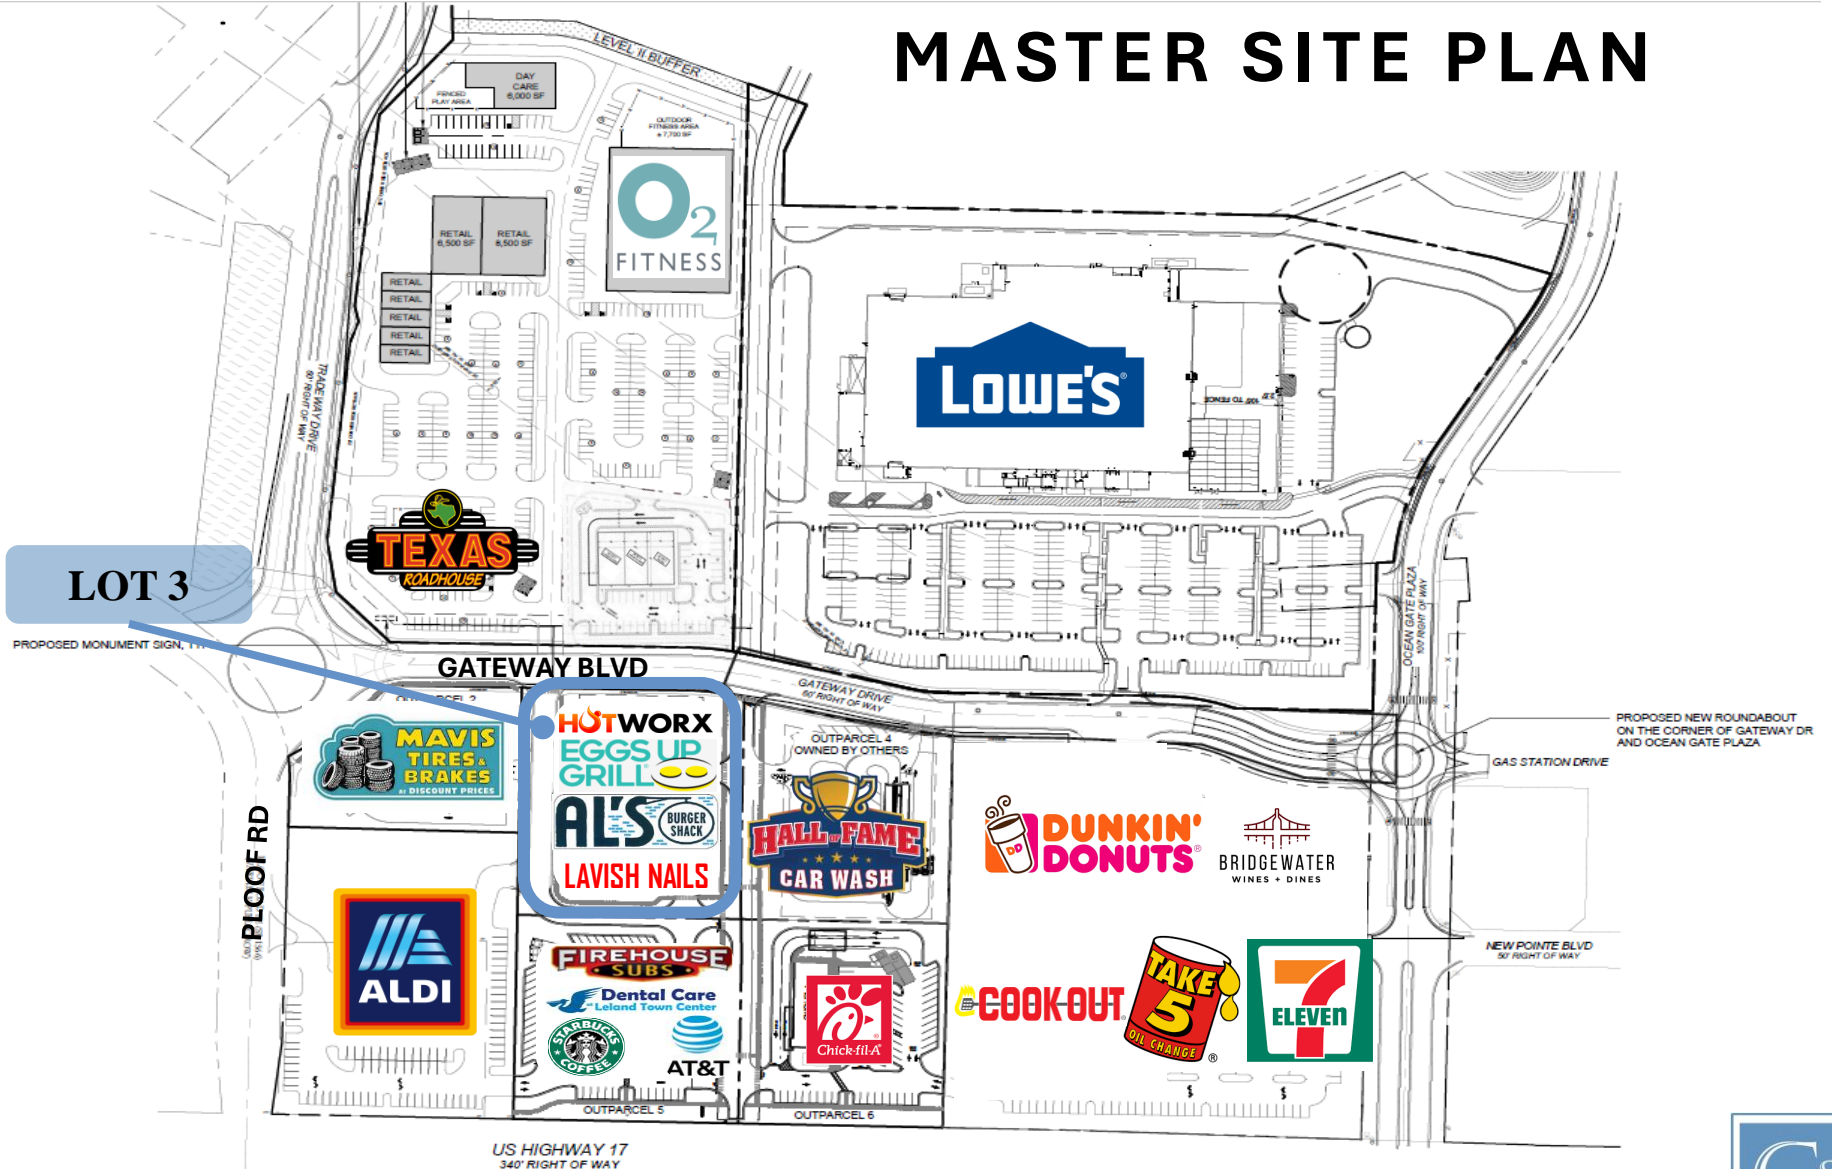 MASTER SITE PLAN
LEVEL II BUFFER
DAY
CARE
6,000 SF
FENCED
PLAY AREA
OUTDOOR
FITNESS AREA
± 7,700 SF
O2
FITNESS
RETAIL
6,500 SF
RETAIL
8,500 SF
RETAIL
RETAIL
RETAIL
RETAIL
RETAIL
TRADEWAY DRIVE
60' RIGHT OF WAY
LOWE'S
TO FENCE
TEXAS
ROADHOUSE
LOT 3
PROPOSED MONUMENT SIGN,
GATEWAY BLVD
GATEWAY DRIVE
60' RIGHT OF WAY
OCEAN GATE PLAZA
100' RIGHT OF WAY
PROPOSED NEW ROUNDABOUT
ON THE CORNER OF GATEWAY DR
AND OCEAN GATE PLAZA
GAS STATION DRIVE
MAVIS
TIRES &
BRAKES
AT DISCOUNT PRICES
HOTWORX
EGGS UP
GRILL
AL'S
BURGER
SHACK
LAVISH NAILS
OUTPARCEL 4
OWNED BY OTHERS
HALL OF FAME
CAR WASH
DUNKIN'
DONUTS
DD
BRIDGEWATER
WINES + DINES
PLOOF RD
ALDI
FIREHOUSE
SUBS
Dental Care
at Leland Town Center
STARBUCKS
COFFEE
AT&T
Chick-fil-A
COOKOUT
TAKE
5
OIL CHANGE
7
ELEVEn
NEW POINTE BLVD
50' RIGHT OF WAY
OUTPARCEL 5
OUTPARCEL 6
US HIGHWAY 17
340' RIGHT OF WAY